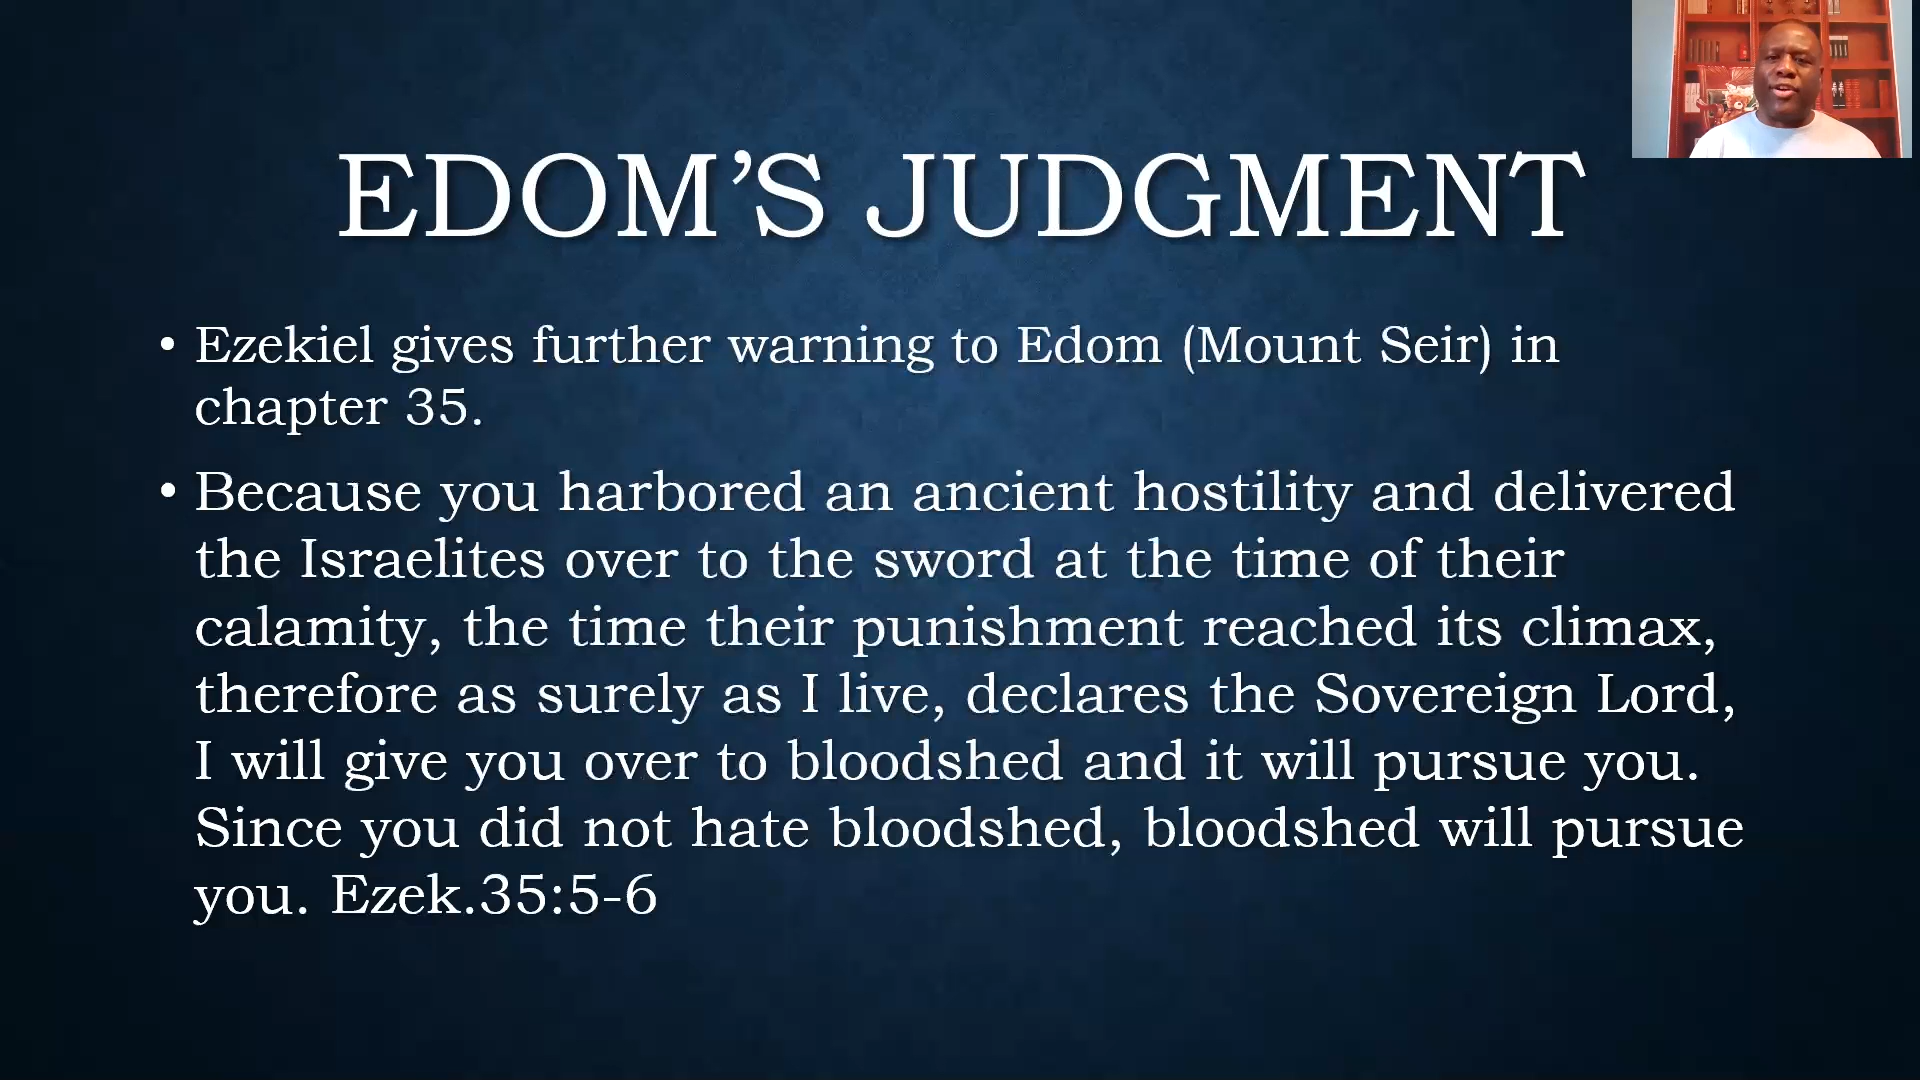 EDOM’S JUDGMENT
• Ezekiel gives further warning to Edom (Mount Seir) in
chapter 35.
• Because you harbored an ancient hostility and delivered
the Israelites over to the sword at the time of their
calamity, the time their punishment reached its climax,
therefore as surely as I live, declares the Sovereign Lord,
I will give you over to bloodshed and it will pursue you.
Since you did not hate bloodshed, bloodshed will pursue
you. Ezek.35:5-6